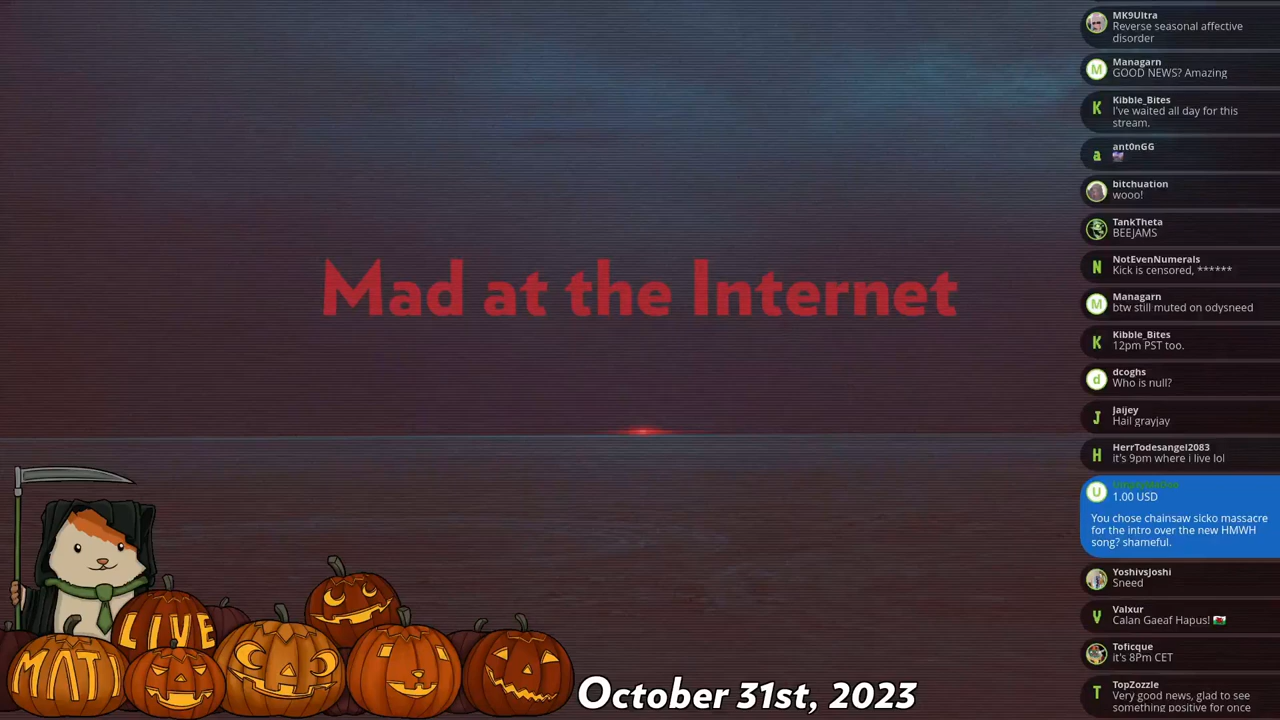 Mad at the Internet
LIVE
MATI
October 31st, 2023
MK9Ultra
Reverse seasonal affective
disorder
M
Managarn
GOOD NEWS? Amazing
K
Kibble_Bites
I've waited all day for this
stream.
a
ant0nGG
bitchuation
wooo!
TankTheta
BEEJAMS
N
NotEvenNumerals
Kick is censored, ******
M
Managarn
btw still muted on odysneed
K
Kibble_Bites
12pm PST too.
d
dcoghs
Who is null?
J
Jaijey
Hail grayjay
H
HerrTodesangel2083
it's 9pm where i live lol
U
1.00 USD
You chose chainsaw sicko massacre
for the intro over the new HMWH
song? shameful.
YoshivsJoshi
Sneed
V
Valxur
Calan Gaeaf Hapus!
Toficque
it's 8Pm CET
T
TopZozzle
Very good news, glad to see
something positive for once